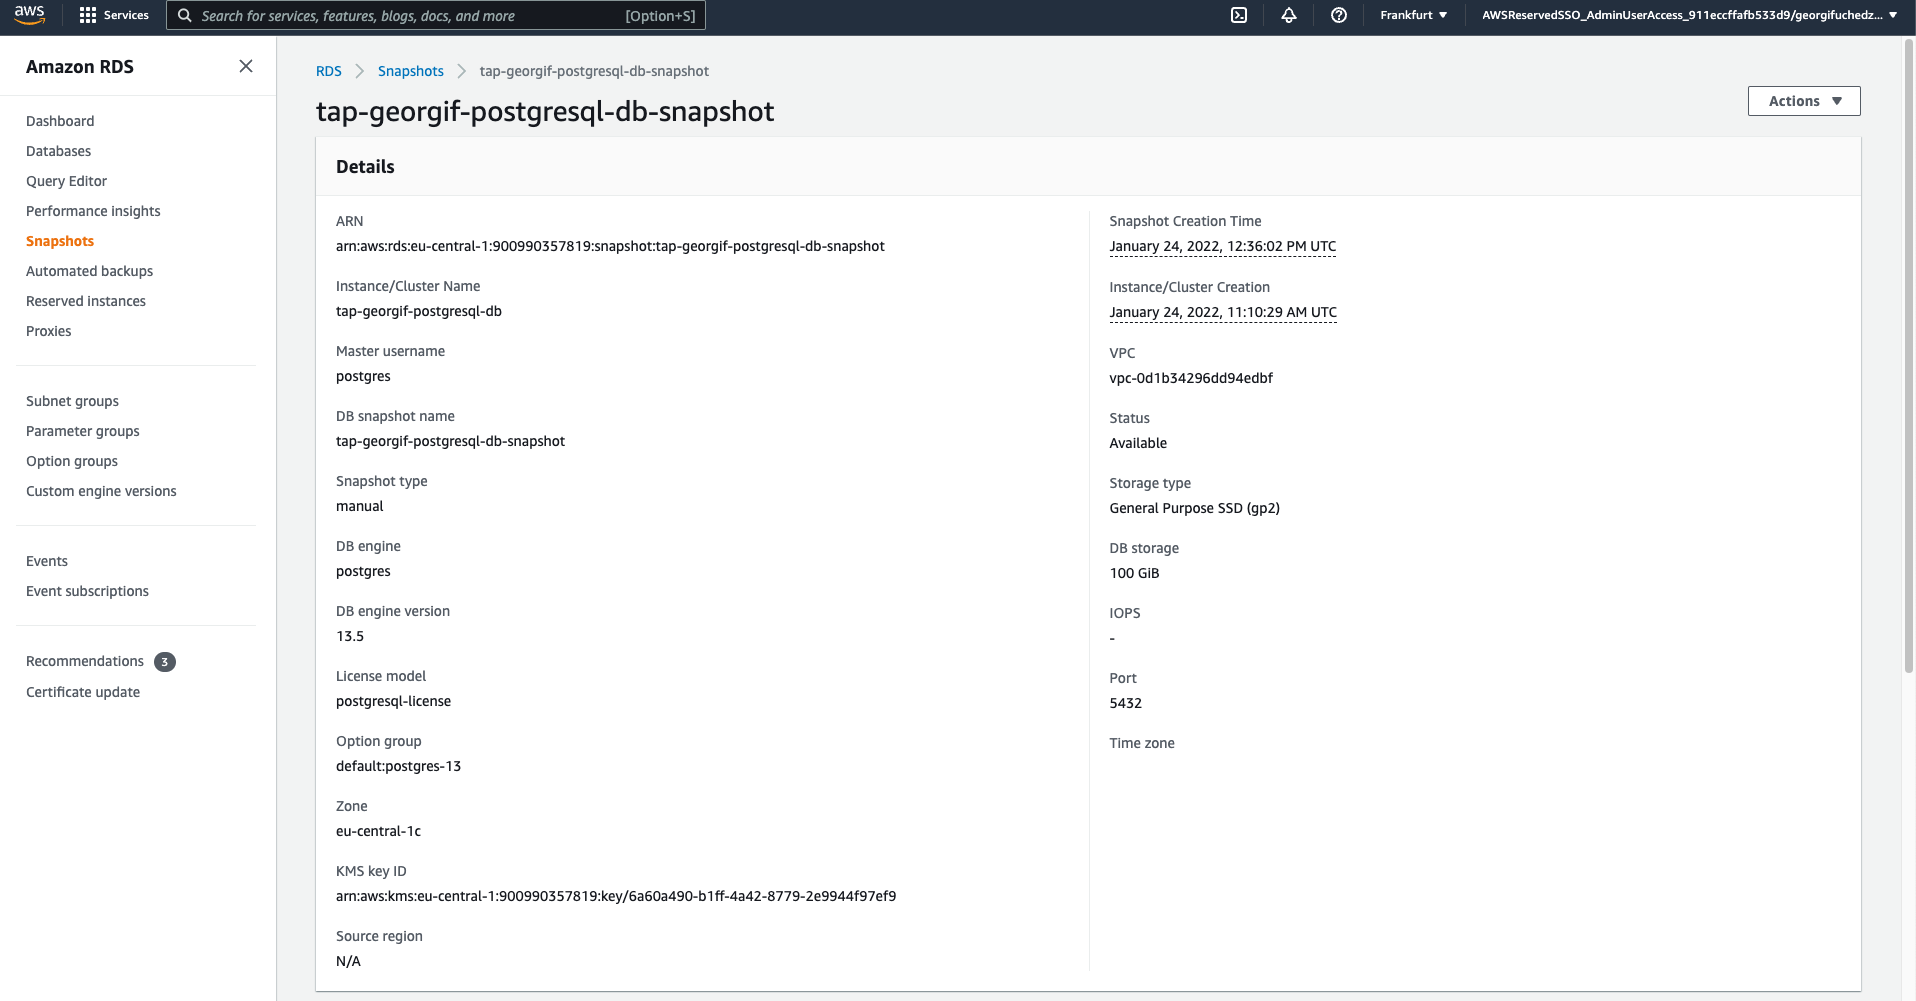 aws
Services
Search for services, features, blogs, docs, and more [Option+S]
Frankfurt ▼
AWSReservedSSO_AdminUserAccess_911eccffafb533d9/georgifuchedz... ▼
Amazon RDS
Dashboard
Databases
Query Editor
Performance insights
Snapshots
Automated backups
Reserved instances
Proxies
Subnet groups
Parameter groups
Option groups
Custom engine versions
Events
Event subscriptions
Recommendations 3
Certificate update
RDS > Snapshots > tap-georgif-postgresql-db-snapshot
tap-georgif-postgresql-db-snapshot
Actions ▼
Details
ARN
arn:aws:rds:eu-central-1:900990357819:snapshot:tap-georgif-postgresql-db-snapshot
Instance/Cluster Name
tap-georgif-postgresql-db
Master username
postgres
DB snapshot name
tap-georgif-postgresql-db-snapshot
Snapshot type
manual
DB engine
postgres
DB engine version
13.5
License model
postgresql-license
Option group
default:postgres-13
Zone
eu-central-1c
KMS key ID
arn:aws:kms:eu-central-1:900990357819:key/6a60a490-b1ff-4a42-8779-2e9944f97ef9
Source region
N/A
Snapshot Creation Time
January 24, 2022, 12:36:02 PM UTC
Instance/Cluster Creation
January 24, 2022, 11:10:29 AM UTC
VPC
vpc-0d1b34296dd94edbf
Status
Available
Storage type
General Purpose SSD (gp2)
DB storage
100 GiB
IOPS
-
Port
5432
Time zone